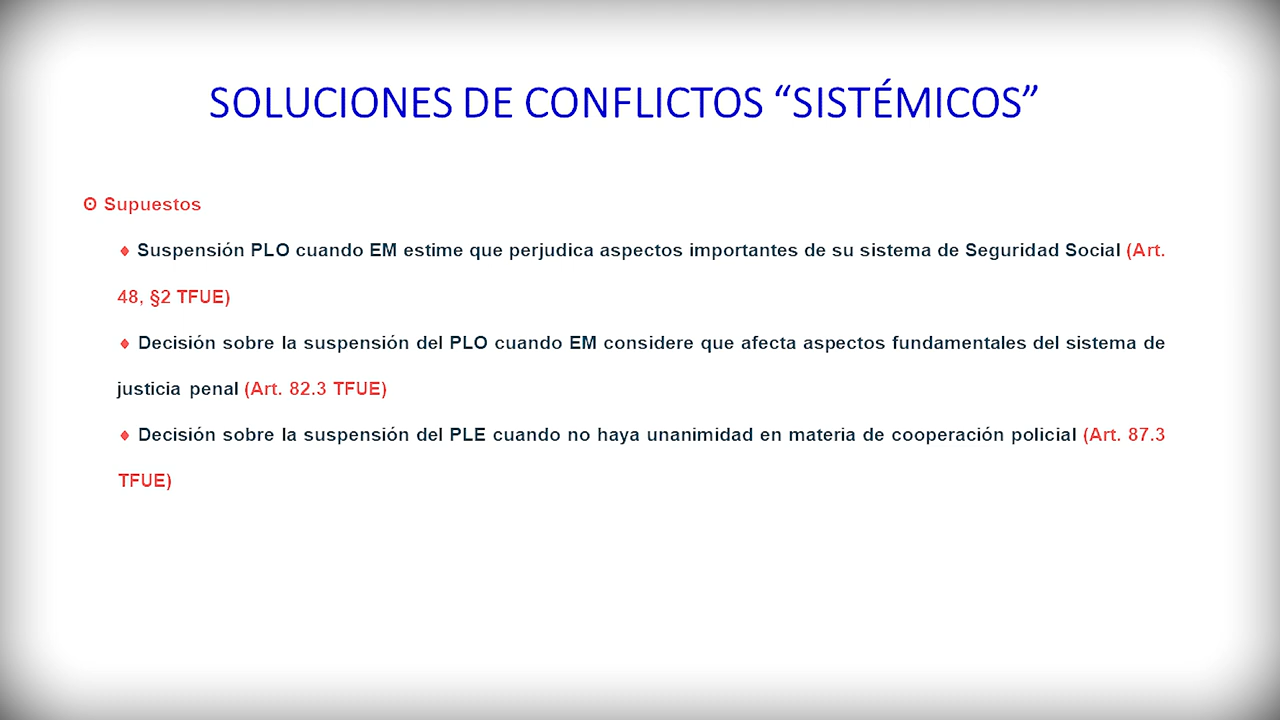 SOLUCIONES DE CONFLICTOS “SISTÉMICOS”
⊙ Supuestos
♦ Suspensión PLO cuando EM estime que perjudica aspectos importantes de su sistema de Seguridad Social (Art.
48, §2 TFUE)
♦ Decisión sobre la suspensión del PLO cuando EM considere que afecta aspectos fundamentales del sistema de
justicia penal (Art. 82.3 TFUE)
♦ Decisión sobre la suspensión del PLE cuando no haya unanimidad en materia de cooperación policial (Art. 87.3
TFUE)